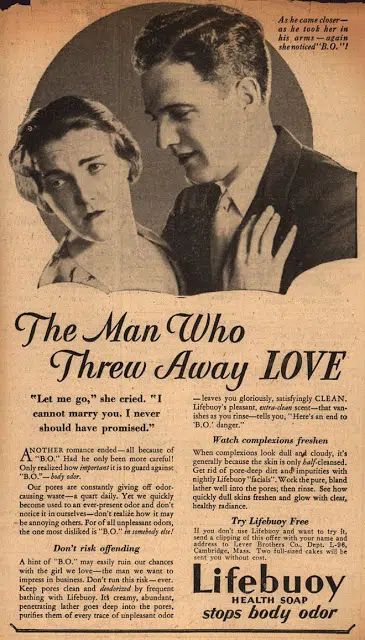 As he came closer—
as he took her in
his arms — again
she noticed "B.O."!
The Man Who
Threw Away LOVE
"Let me go," she cried. "I
cannot marry you. I never
should have promised."
ANOTHER romance ended—all because of
"B.O." Had he only been more careful!
Only realized how important it is to guard against
"B.O."—body odor.
Our pores are constantly giving off odor-
causing waste—a quart daily. Yet we quickly
become used to an ever-present odor and don't
notice it in ourselves—don't realize how it may
be annoying others. For of all unpleasant odors,
the one most disliked is "B.O." in somebody else!
Don't risk offending
A hint of "B.O." may easily ruin our chances
with the girl we love—the man we want to
impress in business. Don't run this risk—ever.
Keep pores clean and deodorized by frequent
bathing with Lifebuoy. Its creamy, abundant,
penetrating lather goes deep into the pores,
purifies them of every trace of unpleasant odor
—leaves you gloriously, satisfyingly CLEAN.
Lifebuoy's pleasant, extra-clean scent—that van-
ishes as you rinse—tells you, "Here's an end to
'B.O.' danger."
Watch complexions freshen
When complexions look dull and cloudy, it's
generally because the skin is only half-cleansed.
Get rid of pore-deep dirt and impurities with
nightly Lifebuoy "facials". Work the pure, bland
lather well into the pores; then rinse. See how
quickly dull skins freshen and glow with clear,
healthy radiance.
Try Lifebuoy Free
If you don't use Lifebuoy and want to try it,
send a clipping of this offer with your name and
address to Lever Brothers Co., Dept. L-98,
Cambridge, Mass. Two full-sized cakes will be
sent you without cost.
Lifebuoy
HEALTH SOAP
stops body odor